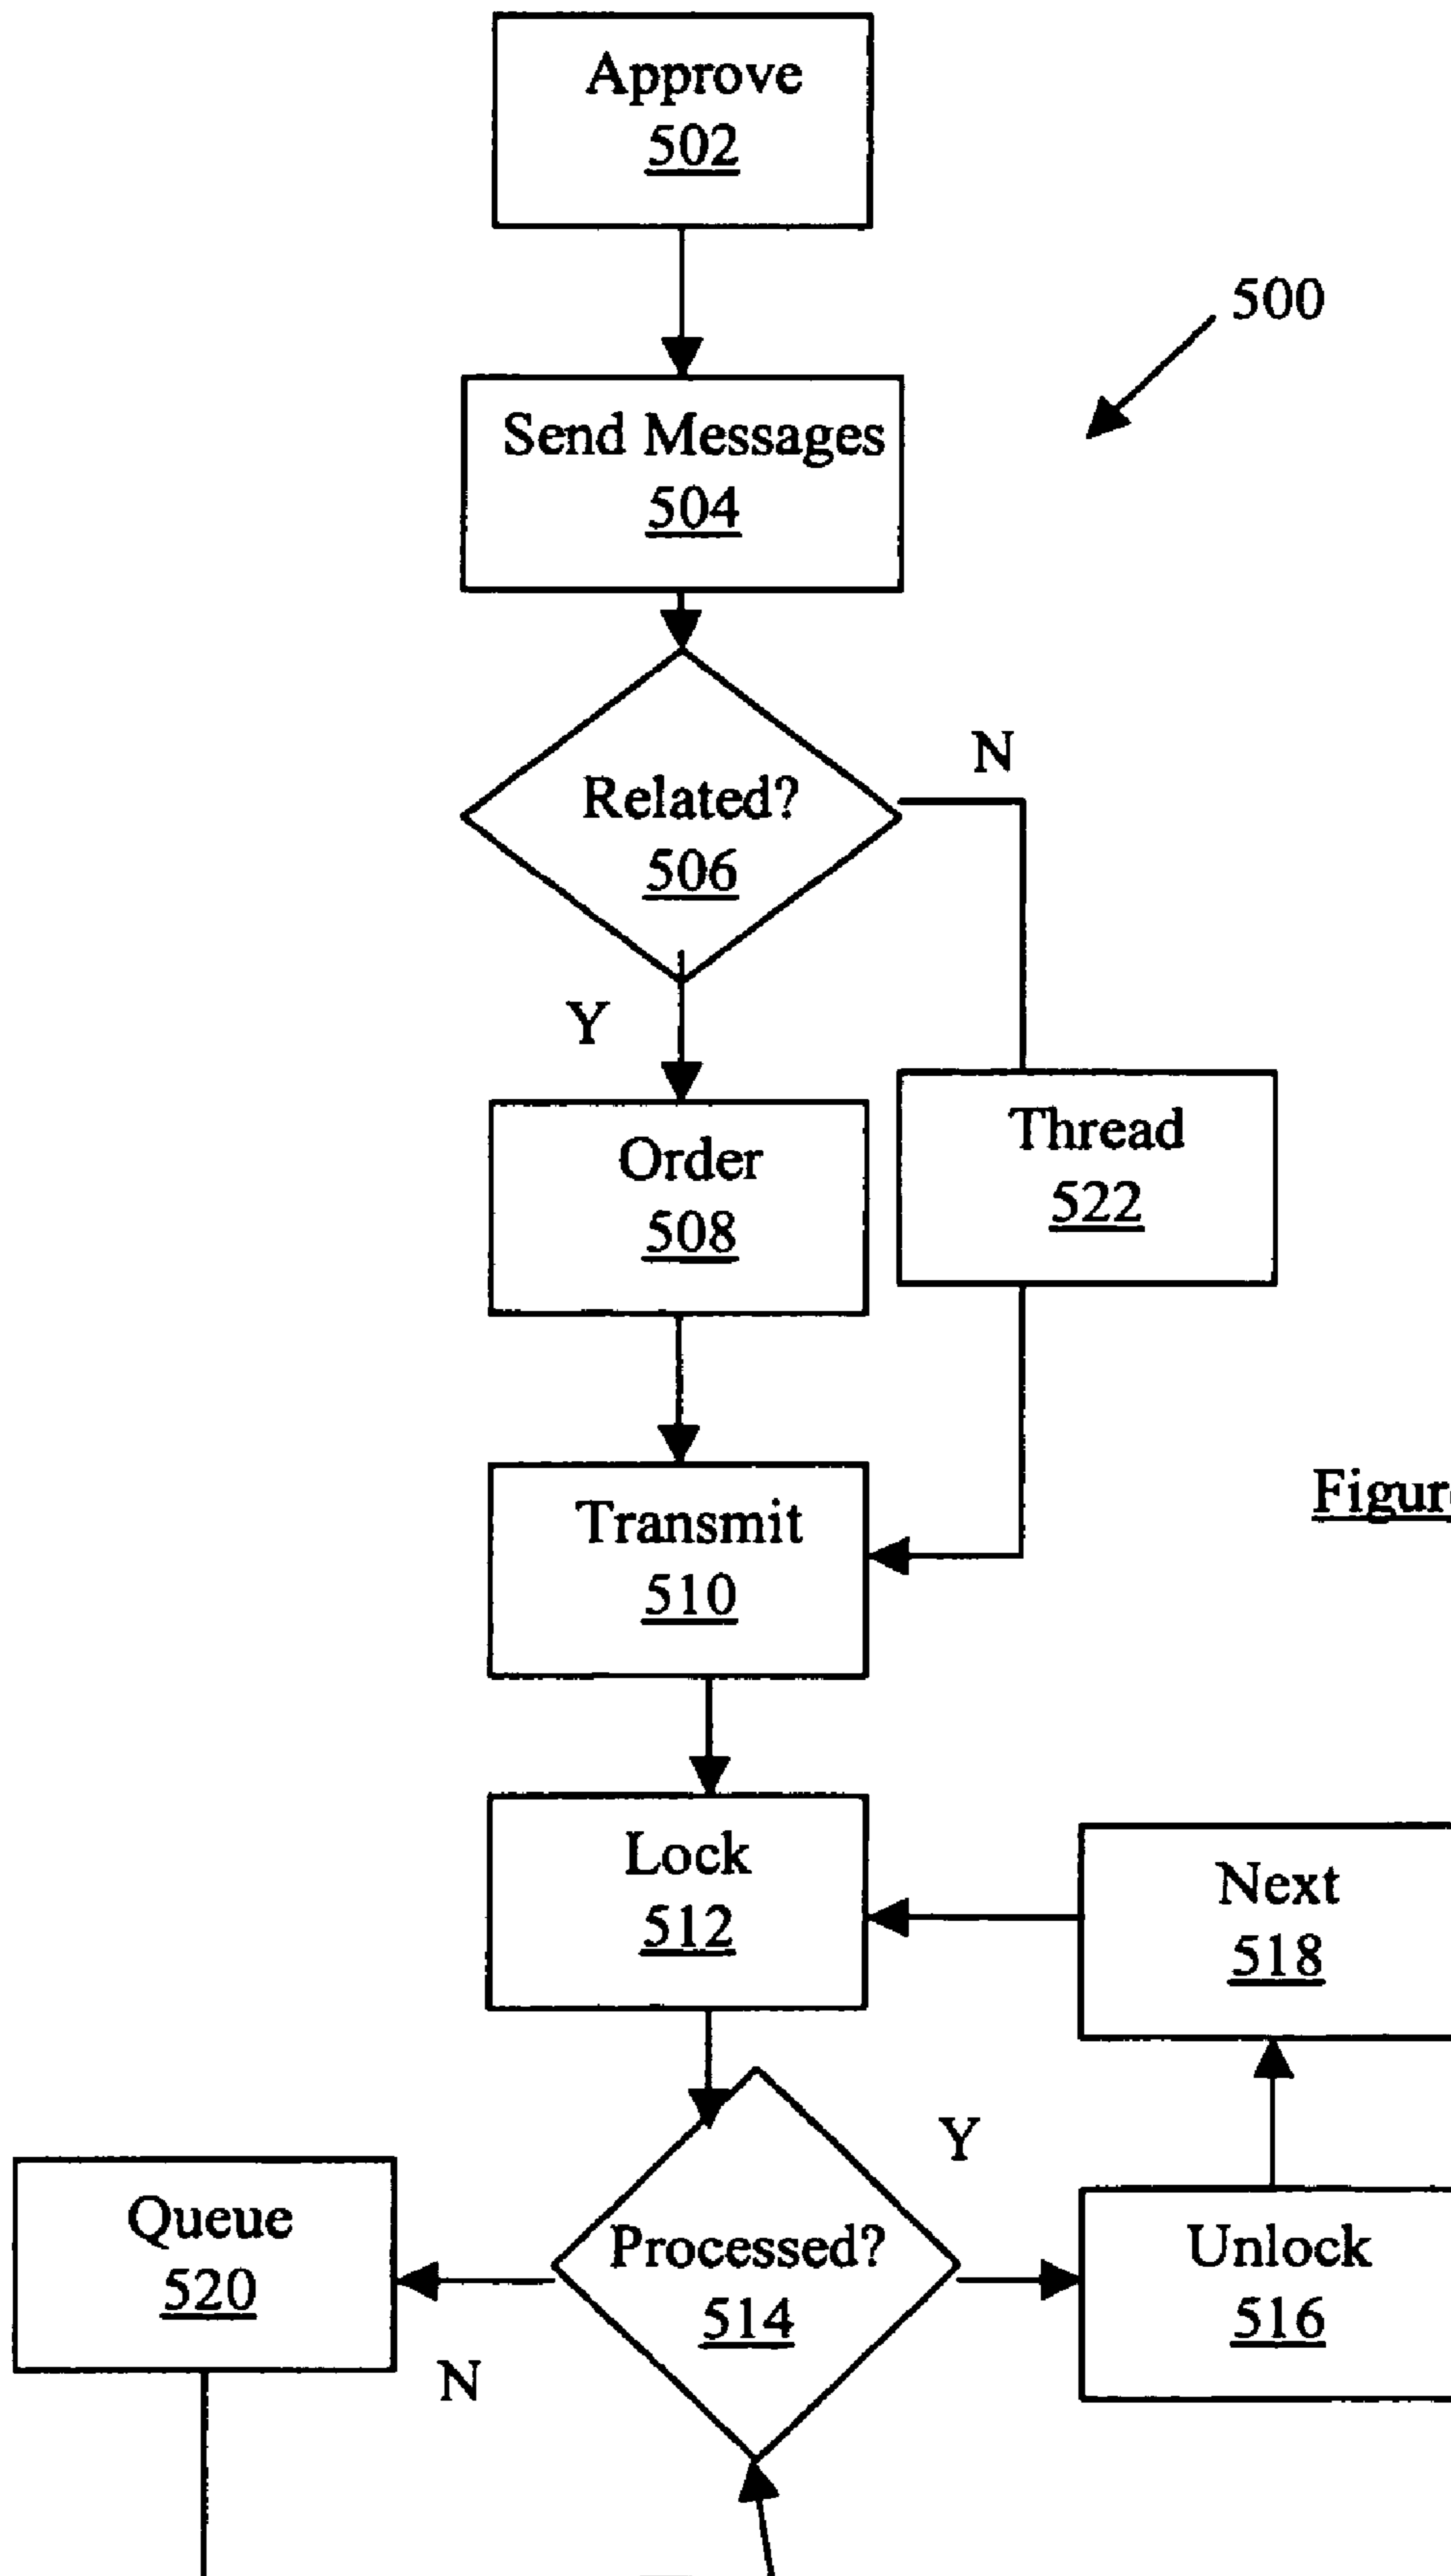 Approve
502
500
Send Messages
504
N
Related?
506
Y
Order
508
Thread
522
Transmit
510
Lock
512
Next
518
Y
Queue
520
Processed?
514
Unlock
516
N